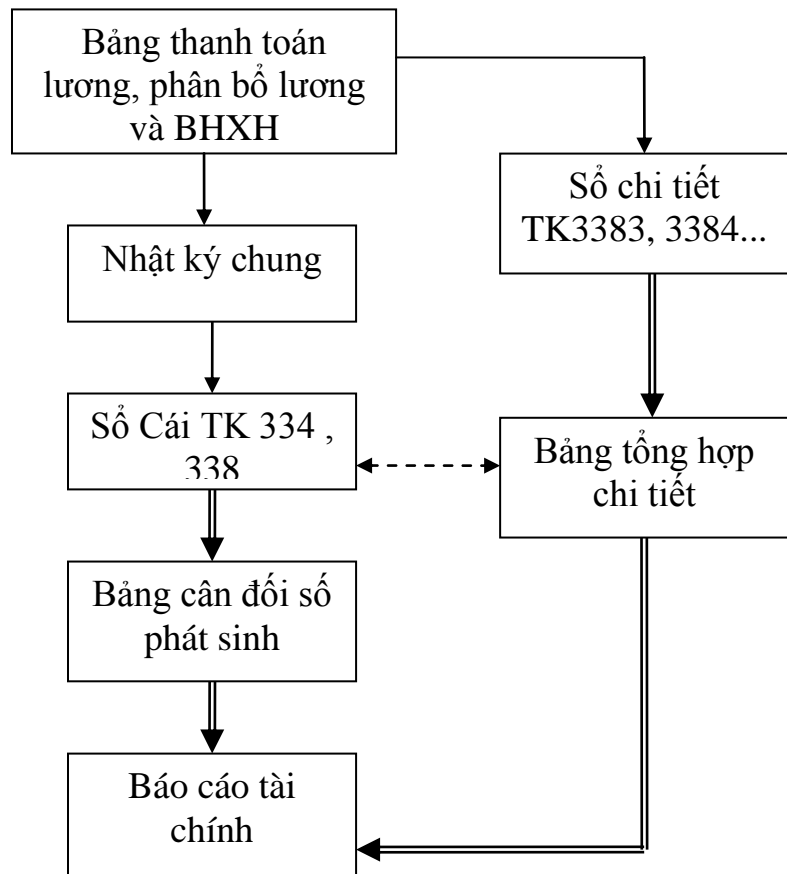 Bảng thanh toán
lương, phân bổ lương
và BHXH
Sổ chi tiết
TK3383, 3384...
Nhật ký chung
Sổ Cái TK 334 ,
338
Bảng tổng hợp
chi tiết
Bảng cân đối số
phát sinh
Báo cáo tài
chính